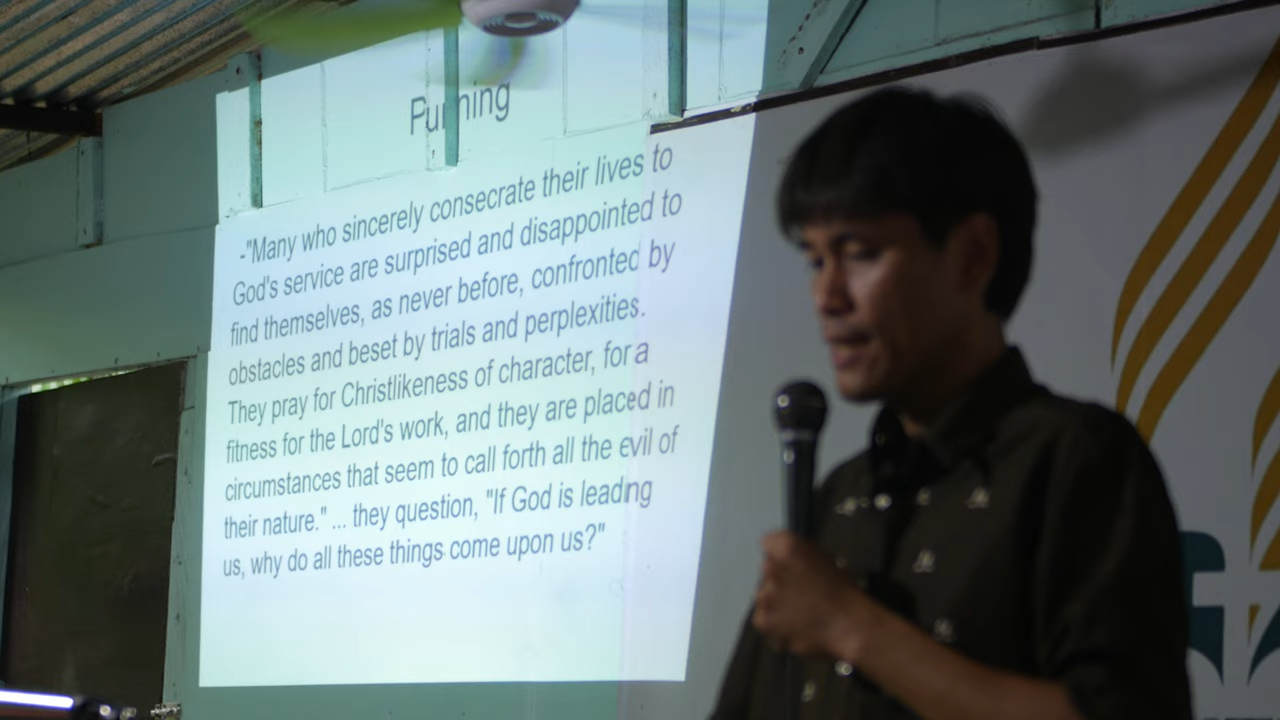 Purning
-"Many who sincerely consecrate their lives to
God's service are surprised and disappointed to
find themselves, as never before, confronted by
obstacles and beset by trials and perplexities.
They pray for Christlikeness of character, for a
fitness for the Lord's work, and they are placed in
circumstances that seem to call forth all the evil of
their nature." ... they question, "If God is leading
us, why do all these things come upon us?"